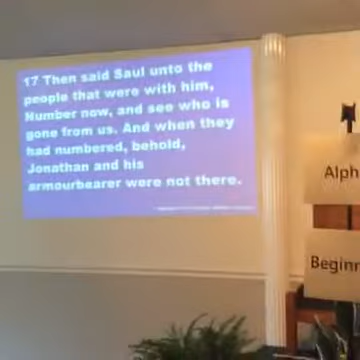 17 Then said Saul unto the
people that were with him,
Number now, and see who is
gone from us. And when they
had numbered, behold,
Jonathan and his
armourbearer were not there.
Alph
Beginn